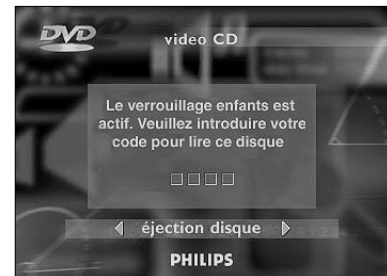 DVD
video CD
Le verrouillage enfants est
actif. Veuillez introduire votre
code pour lire ce disque
éjection disque
PHILIPS